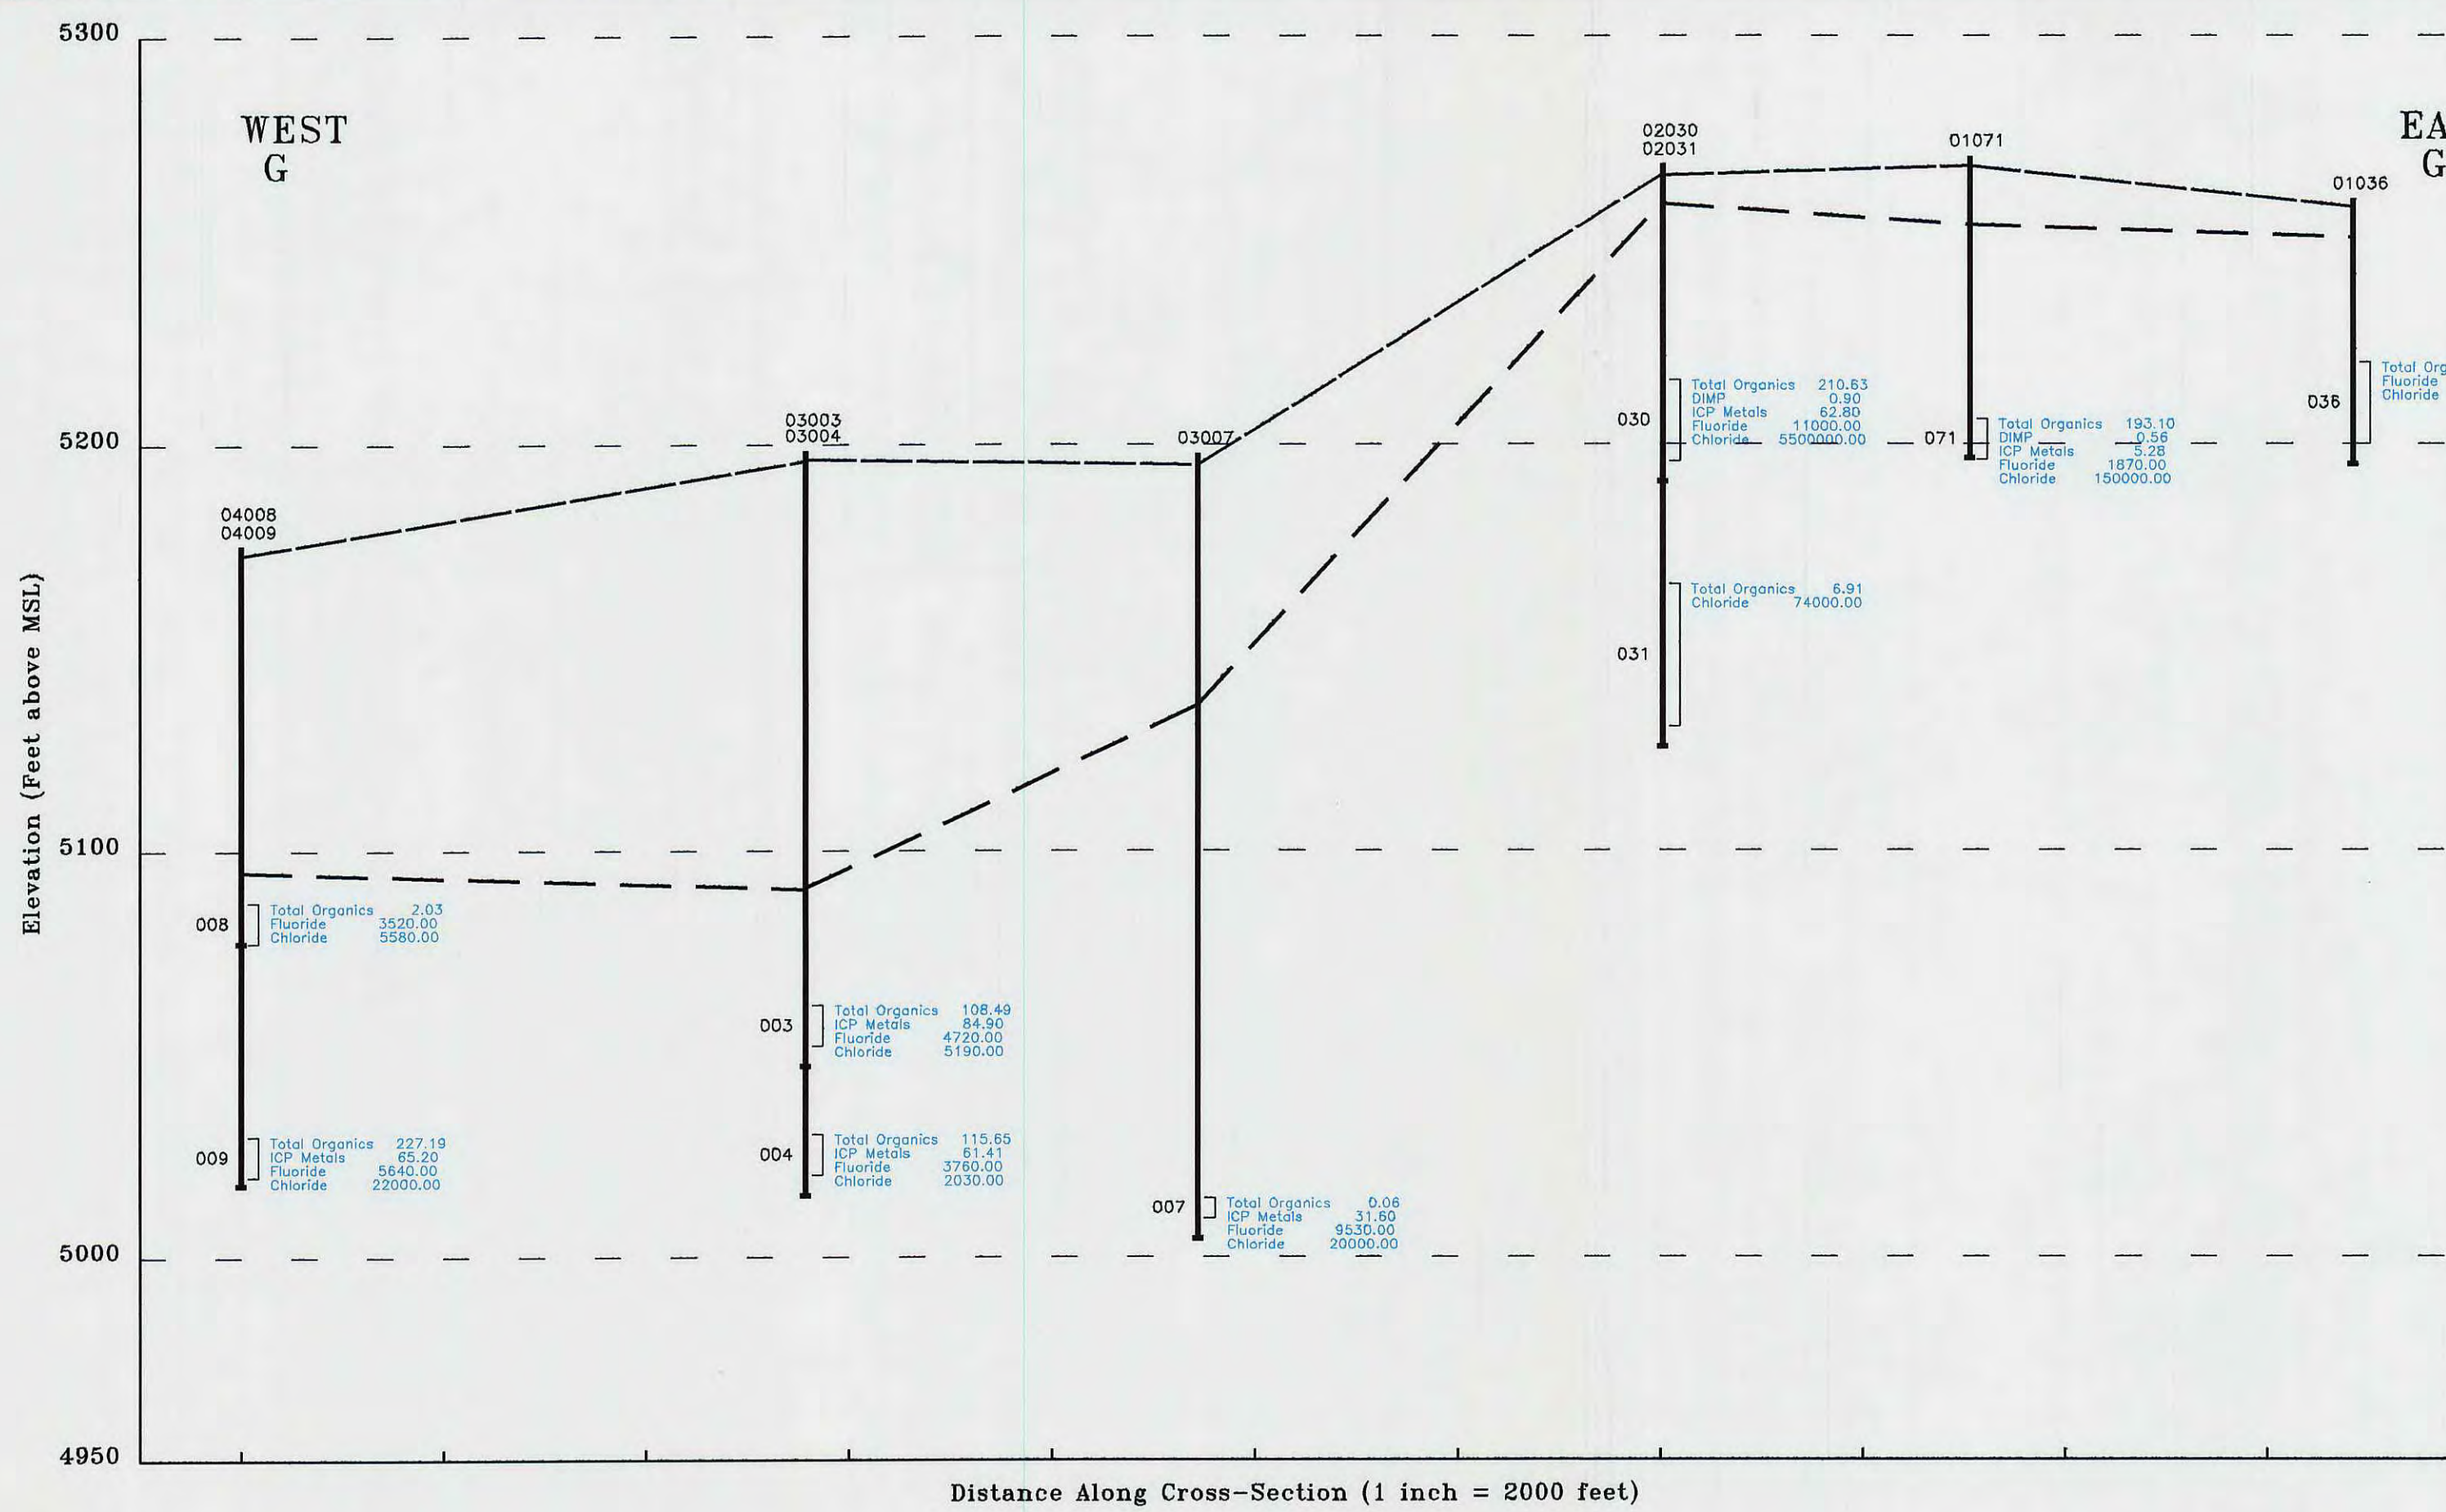 5300
WEST
G
EA
G
02030
02031
01071
01036
Total Organics 210.63
DIMP 0.90
ICP Metals 62.80
Fluoride 11000.00
Chloride 5500000.00
030
Total Org
Fluoride
Chloride
036
03003
03004
03007
5200
071
Total Organics 193.10
DIMP 0.56
ICP Metals 5.28
Fluoride 1870.00
Chloride 150000.00
04008
04009
Elevation (Feet above MSL)
Total Organics 6.91
Chloride 74000.00
031
5100
008
Total Organics 2.03
Fluoride 3520.00
Chloride 5580.00
003
Total Organics 108.49
ICP Metals 84.90
Fluoride 4720.00
Chloride 5190.00
009
Total Organics 227.19
ICP Metals 65.20
Fluoride 5640.00
Chloride 22000.00
004
Total Organics 115.65
ICP Metals 61.41
Fluoride 3760.00
Chloride 2030.00
007
Total Organics 0.06
ICP Metals 31.60
Fluoride 9530.00
Chloride 20000.00
5000
4950
Distance Along Cross-Section (1 inch = 2000 feet)